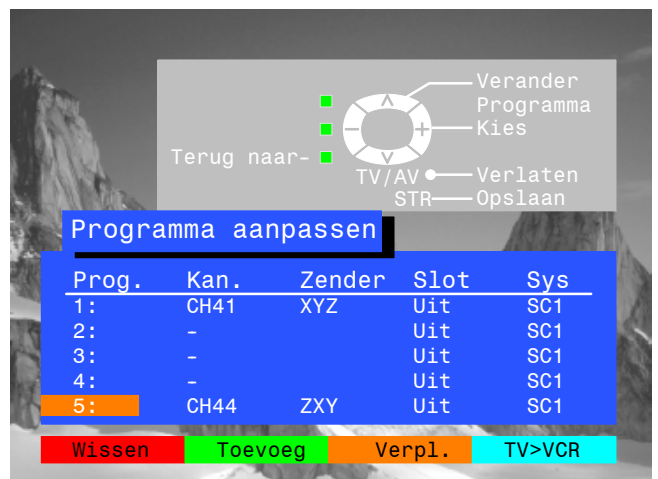 Verander
Programma
Kies
Terug naar-
TV/AV Verlaten
STR Opslaan
Programma aanpassen
Prog. Kan. Zender Slot Sys
1: CH41 XYZ Uit SC1
2: - Uit SC1
3: - Uit SC1
4: - Uit SC1
5: CH44 ZXY Uit SC1
Wissen Toevoeg Verpl. TV>VCR